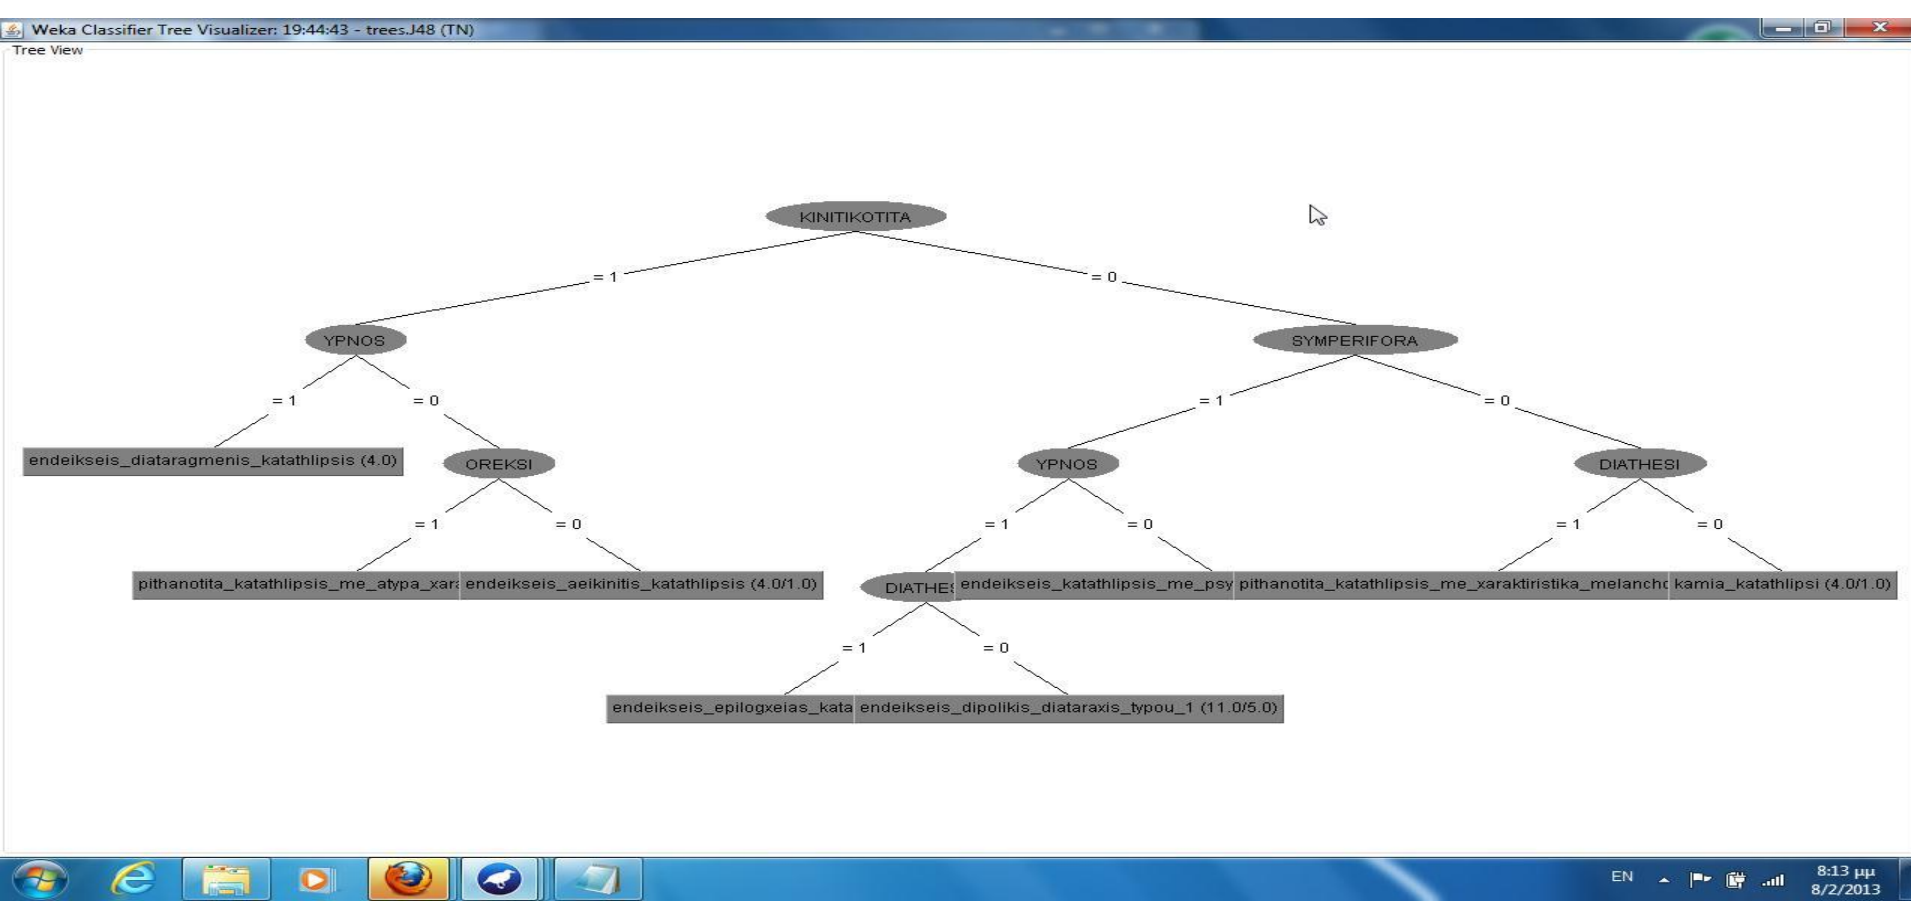 Weka Classifier Tree Visualizer: 19:44:43 - trees.J48 (TN)
Tree View
KINITIKOTITA
= 1
= 0
YPNOS
SYMPERIFORA
= 1
= 0
= 1
= 0
endeikseis_diataragmenis_katathlipsis (4.0)
OREKSI
YPNOS
DIATHESI
= 1
= 0
= 1
= 0
= 1
= 0
pithanotita_katathlipsis_me_atypa_xara
endeikseis_aeikinitis_katathlipsis (4.0/1.0)
DIATHES
endeikseis_katathlipsis_me_psy
pithanotita_katathlipsis_me_xaraktiristika_melancho
kamia_katathlipsi (4.0/1.0)
= 1
= 0
endeikseis_epilogxeias_kata
endeikseis_dipolikis_diataraxis_typou_1 (11.0/5.0)
EN
8:13 μμ
8/2/2013